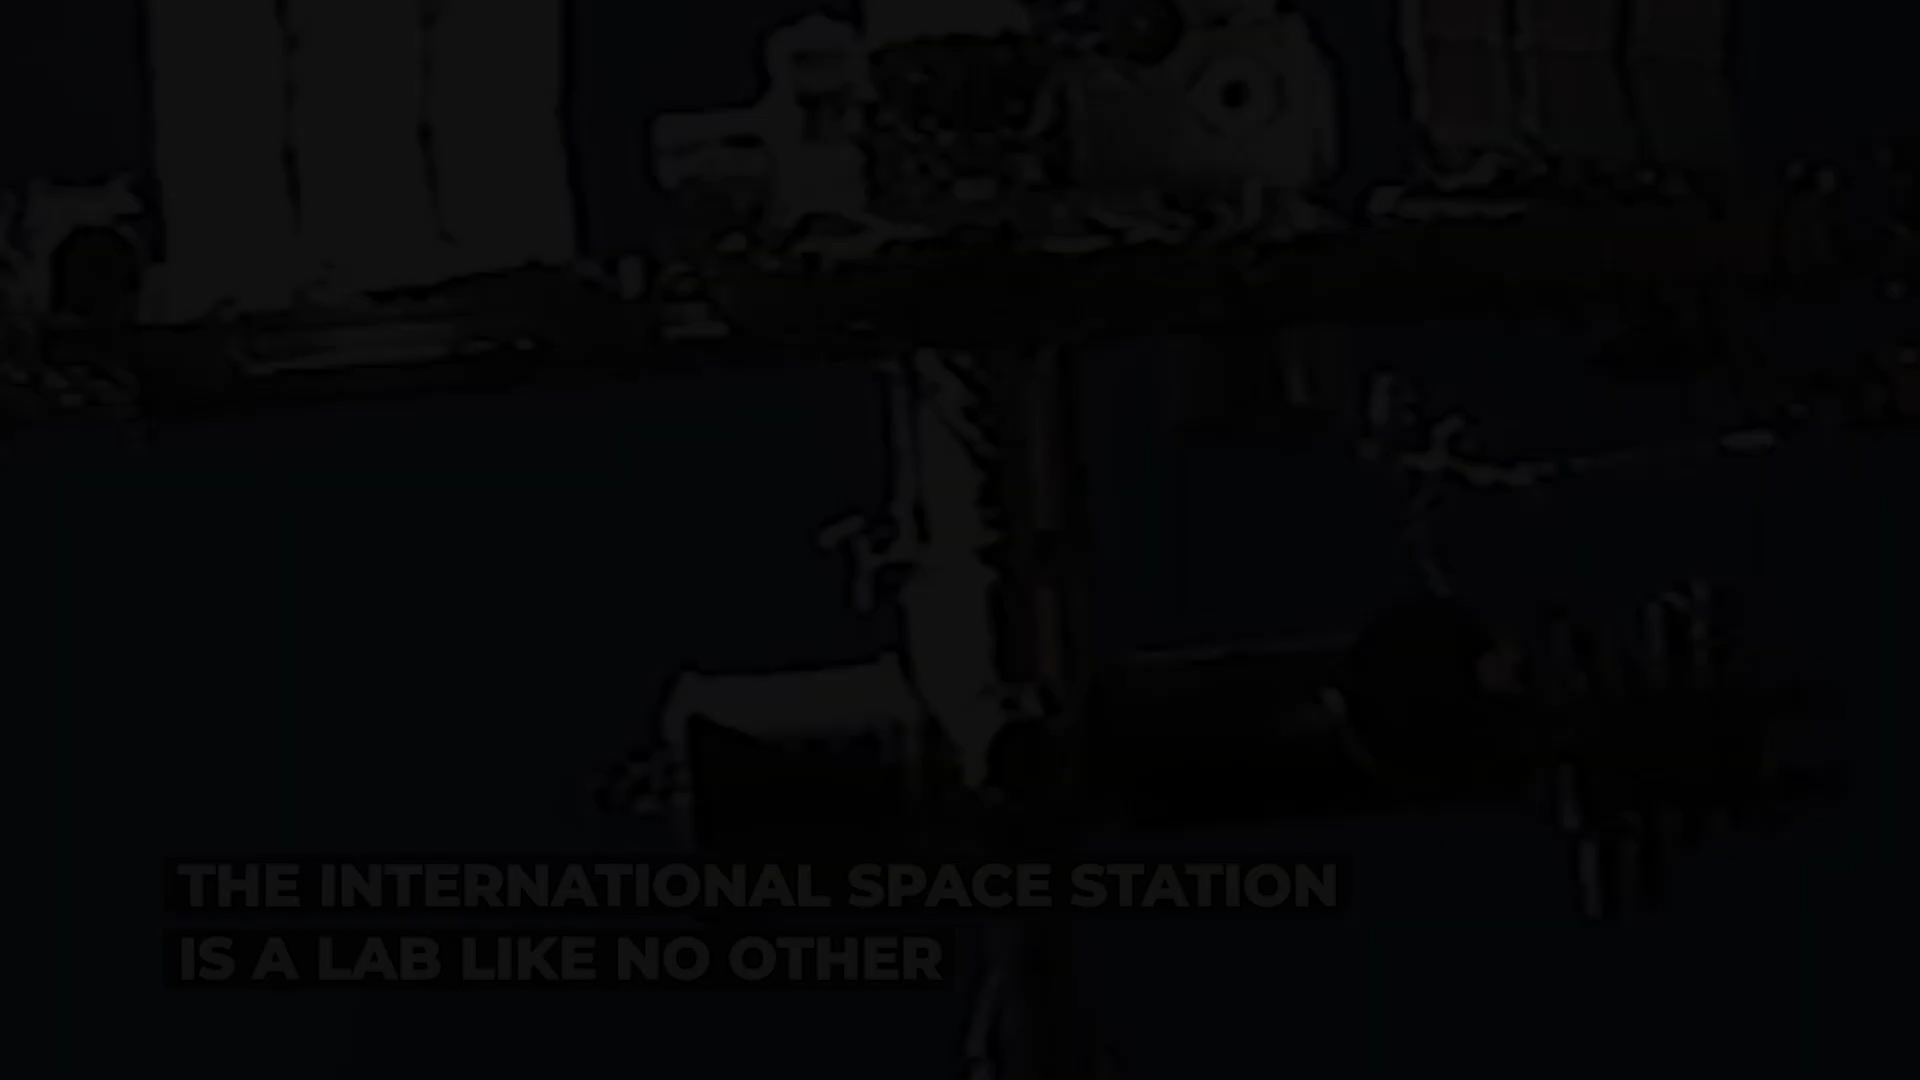 THE INTERNATIONAL SPACE STATION
IS A LAB LIKE NO OTHER